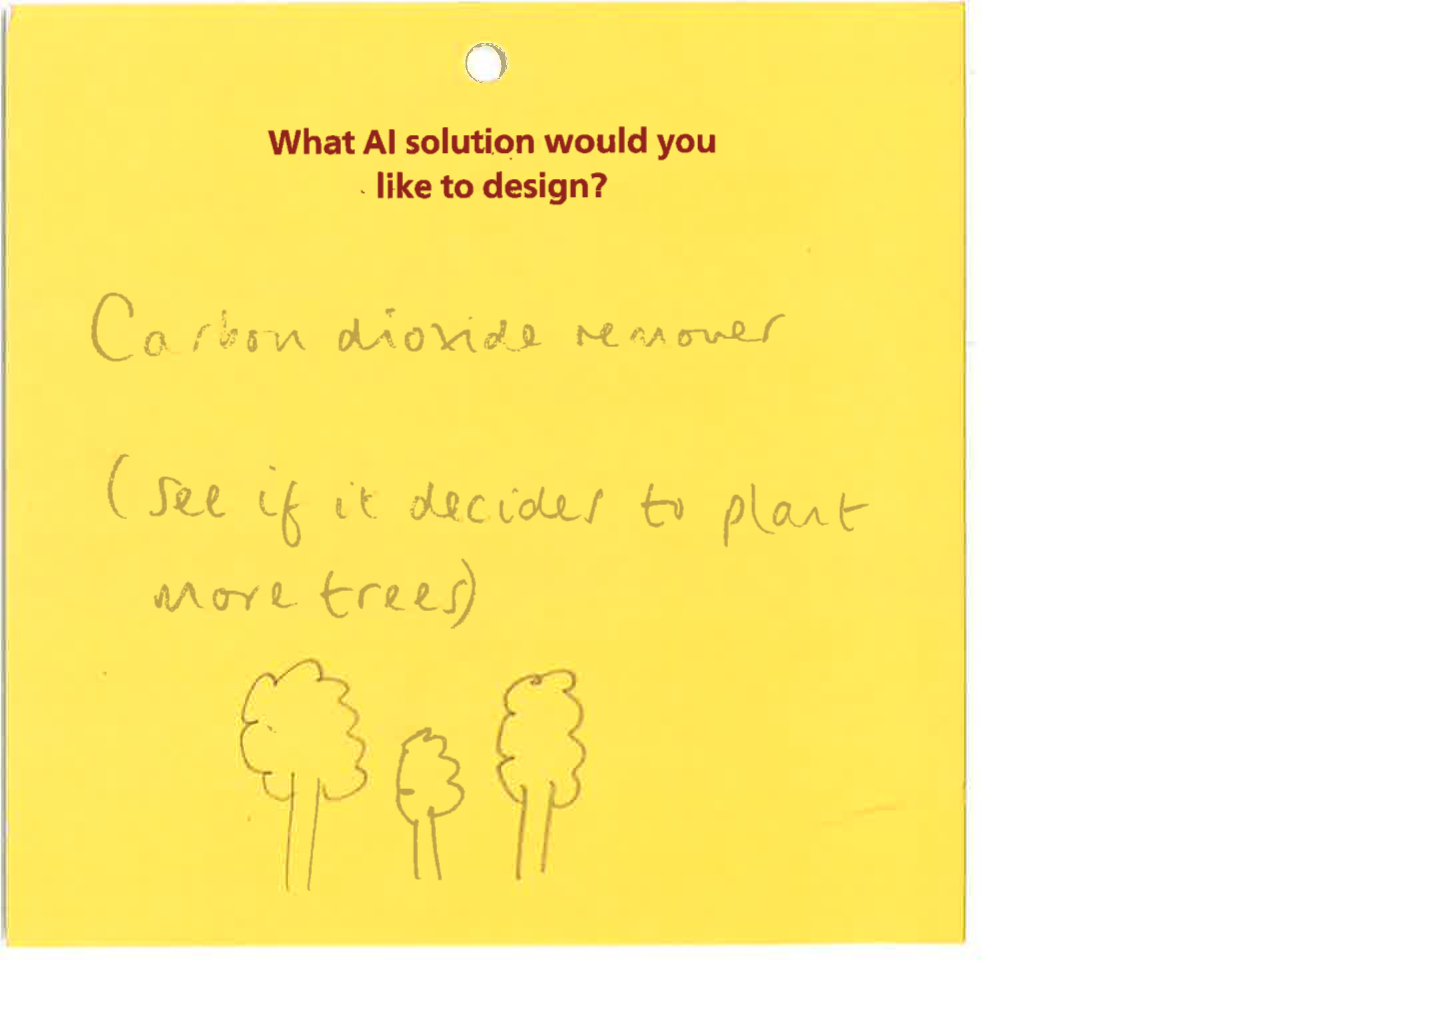 What AI solution would you
like to design?
Carbon dioxide remover
(see if it decides to plant
more trees)